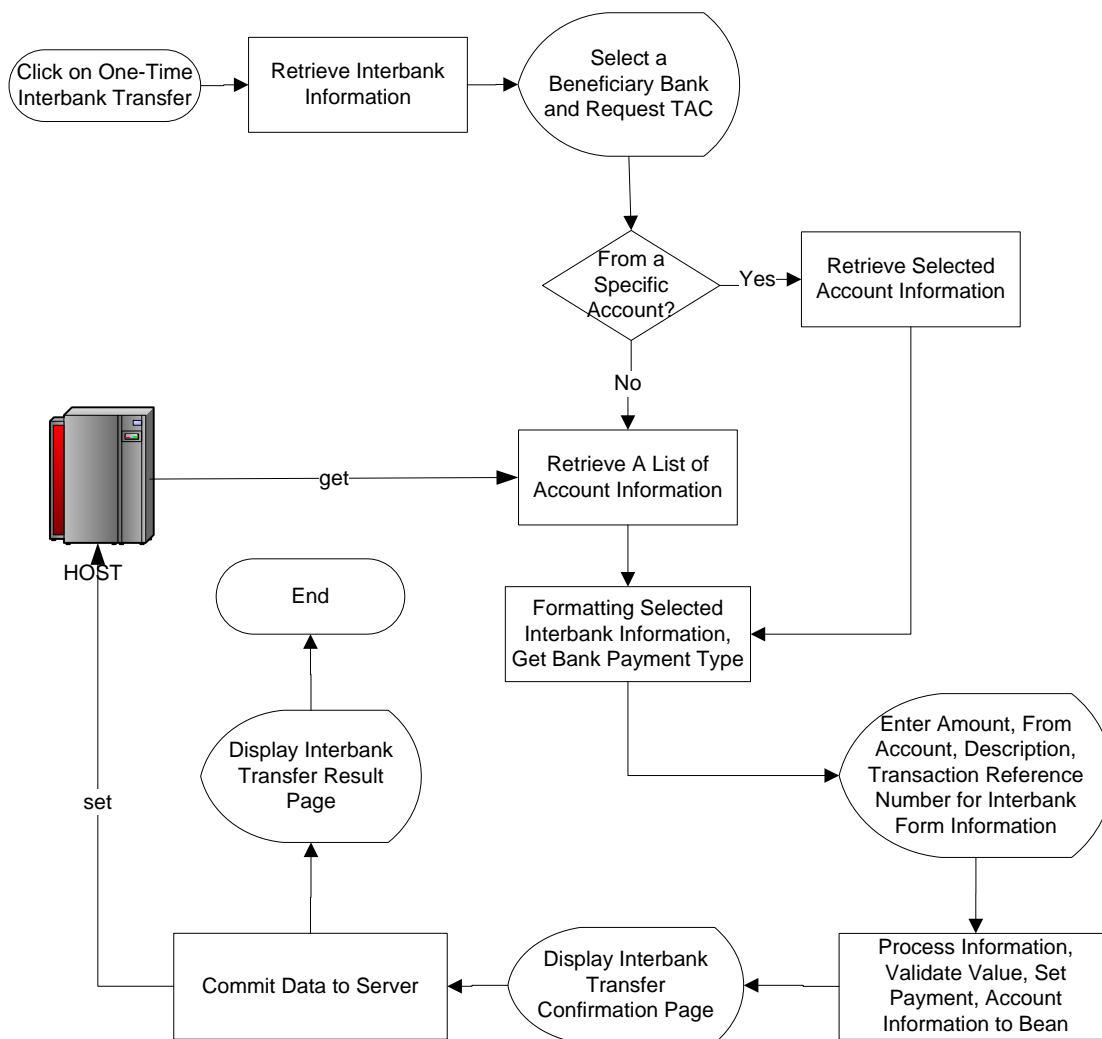 Click on One-Time
Interbank Transfer
Retrieve Interbank
Information
Select a
Beneficiary Bank
and Request TAC
From a
Specific
Account?
Yes
Retrieve Selected
Account Information
No
get
Retrieve A List of
Account Information
HOST
End
Formatting Selected
Interbank Information,
Get Bank Payment Type
Enter Amount, From
Account, Description,
Transaction Reference
Number for Interbank
Form Information
Display Interbank
Transfer Result
Page
set
Process Information,
Validate Value, Set
Payment, Account
Information to Bean
Display Interbank
Transfer
Confirmation Page
Commit Data to Server